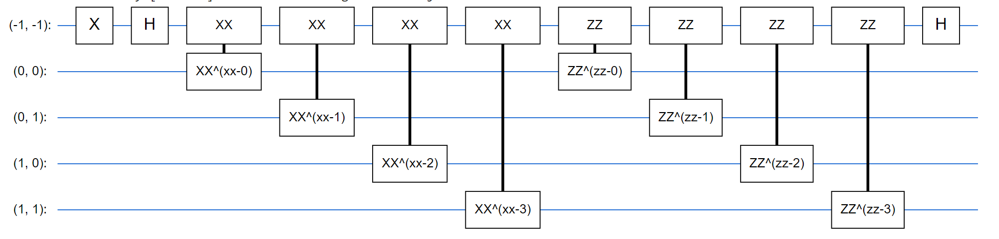 (-1, -1): X H XX XX XX XX ZZ ZZ ZZ ZZ H
(0, 0): XX^(xx-0) ZZ^(zz-0)
(0, 1): XX^(xx-1) ZZ^(zz-1)
(1, 0): XX^(xx-2) ZZ^(zz-2)
(1, 1): XX^(xx-3) ZZ^(zz-3)